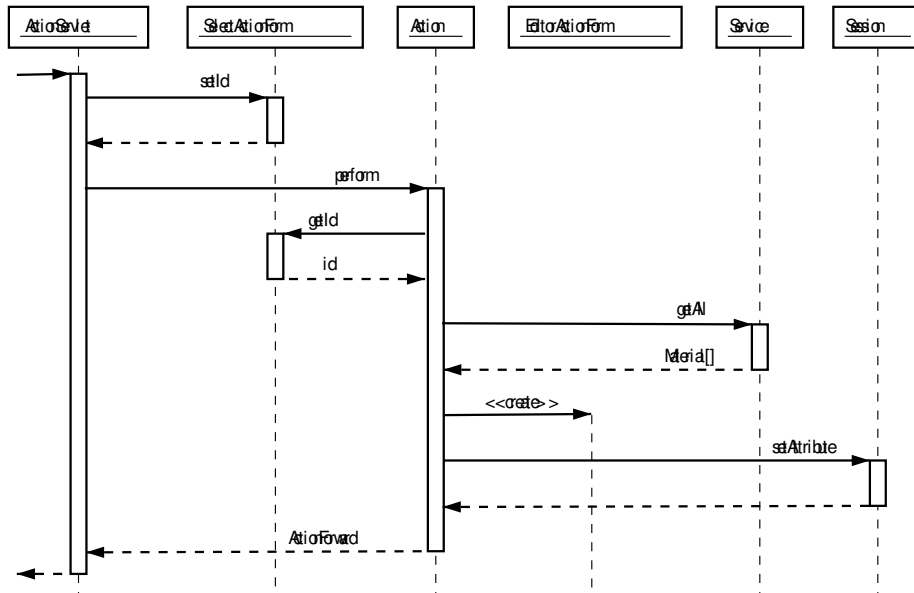 ActionServlet
SelectActionForm
Action
EditorActionForm
Service
Session
setId
perform
getId
id
getAll
Material[]
<<create>>
setAttribute
ActionForward